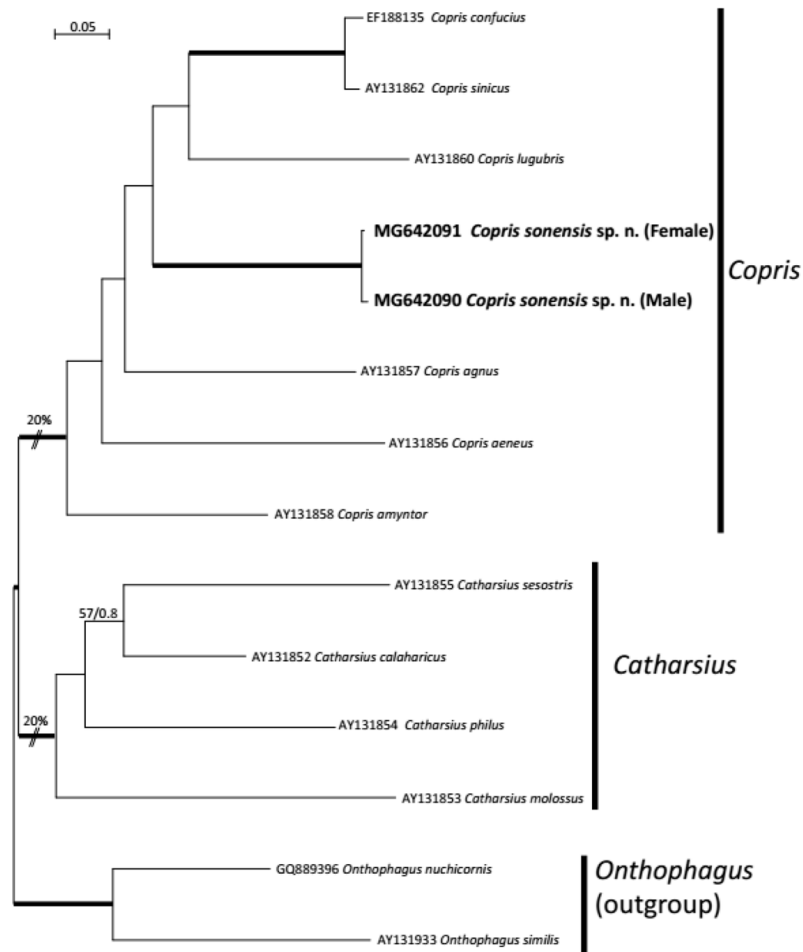 0.05
EF188135 Copris confucius
AY131862 Copris sinicus
AY131860 Copris lugubris
MG642091 Copris sonensis sp. n. (Female)
Copris
MG642090 Copris sonensis sp. n. (Male)
AY131857 Copris agnus
20%
AY131856 Copris aeneus
AY131858 Copris amyntor
AY131855 Catharsius sesostris
57/0.8
AY131852 Catharsius calaharicus
Catharsius
20%
AY131854 Catharsius philus
AY131853 Catharsius molossus
GQ889396 Onthophagus nuchicornis
Onthophagus
(outgroup)
AY131933 Onthophagus similis